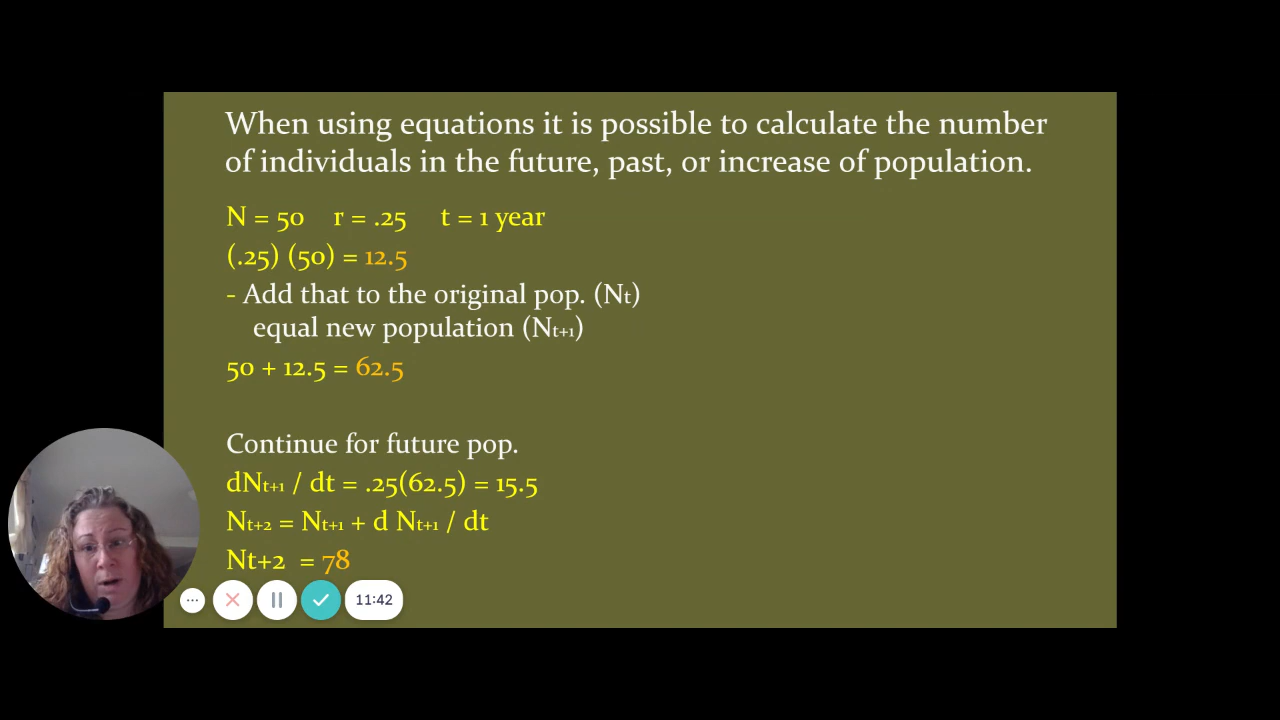 When using equations it is possible to calculate the number
of individuals in the future, past, or increase of population.
N = 50 r = .25 t = 1 year
(.25) (50) = 12.5
- Add that to the original pop. (Nt)
equal new population (Nt+1)
50 + 12.5 = 62.5
Continue for future pop.
dNt+1 / dt = .25(62.5) = 15.5
Nt+2 = Nt+1 + d Nt+1 / dt
Nt+2 = 78
11:42